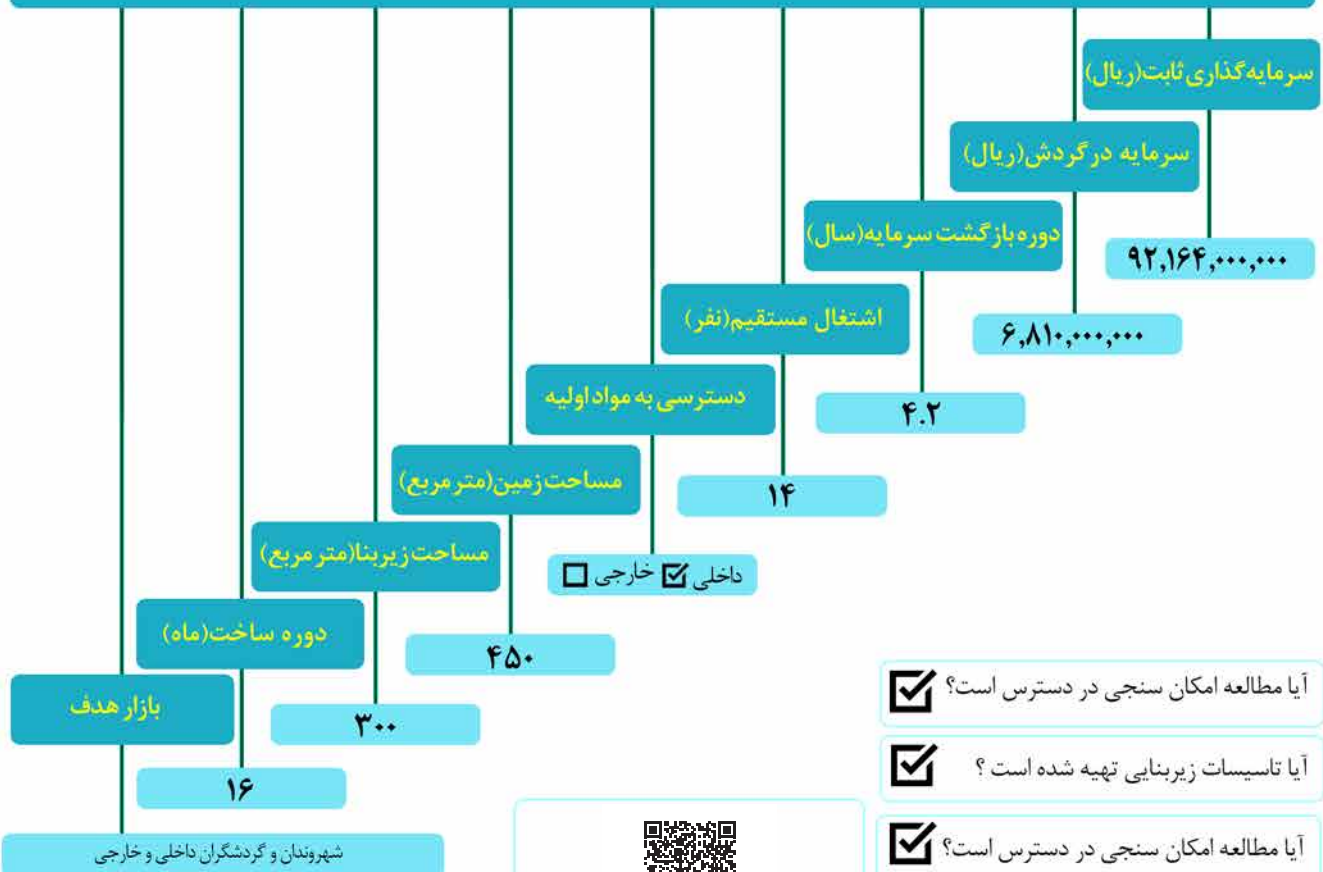 سرمایه‌گذاری ثابت(ریال)
۹۲,۱۶۴,۰۰۰,۰۰۰
سرمایه در گردش(ریال)
۶,۸۱۰,۰۰۰,۰۰۰
دوره بازگشت سرمایه(سال)
۴.۲
اشتغال مستقیم(نفر)
۱۴
دسترسی به مواد اولیه
داخلی ☑ خارجی ☐
مساحت زمین(متر مربع)
۴۵۰
مساحت زیربنا(متر مربع)
۳۰۰
دوره ساخت(ماه)
۱۶
بازار هدف
شهروندان و گردشگران داخلی و خارجی
آیا مطالعه امکان سنجی در دسترس است؟ ☑
آیا تاسیسات زیربنایی تهیه شده است ؟ ☑
آیا مطالعه امکان سنجی در دسترس است؟ ☑